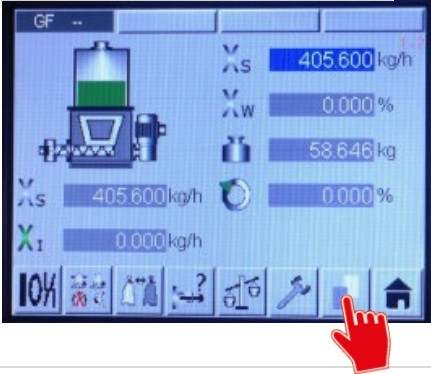 GF --
1-2
Xs 405.600 kg/h
Xw 0.000 %
58.646 kg
Xs 405.600 kg/h
0.000 %
XI 0.000 kg/h
?